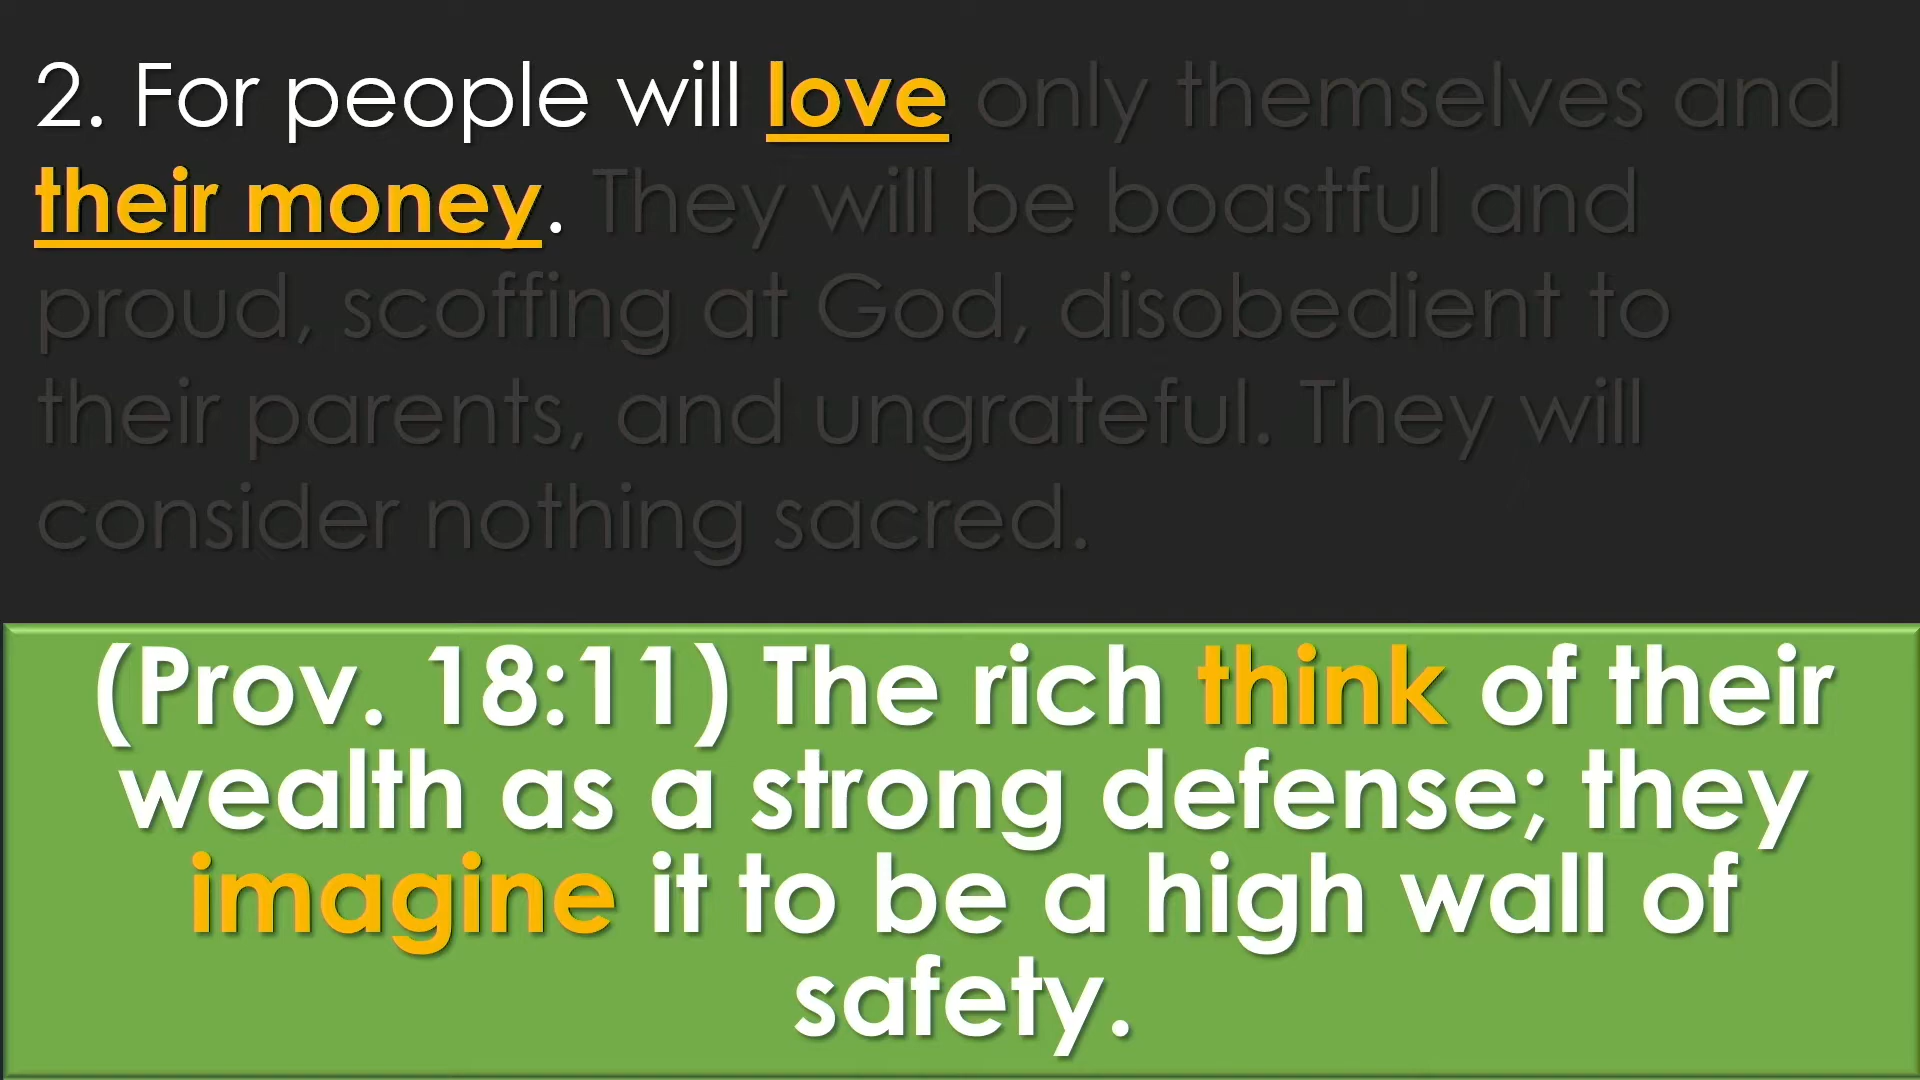 2. For people will love only themselves and
their money. They will be boastful and
proud, scoffing at God, disobedient to
their parents, and ungrateful. They will
consider nothing sacred.
(Prov. 18:11) The rich think of their
wealth as a strong defense; they
imagine it to be a high wall of
safety.